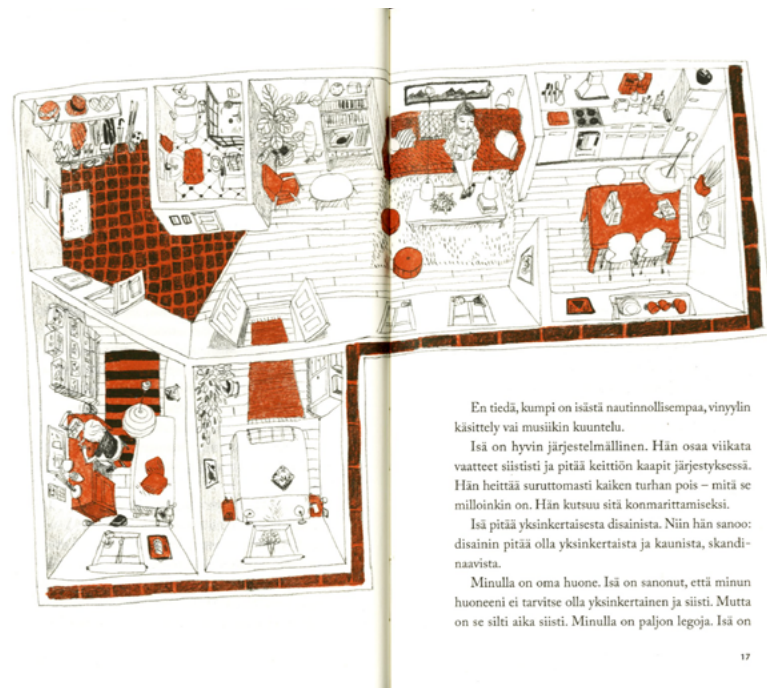 En tiedä, kumpi on isästä nautinnollisempaa, vinyylin
käsittely vai musiikin kuuntelu.
Isä on hyvin järjestelmällinen. Hän osaa viikata
vaatteet siististi ja pitää keittiön kaapit järjestyksessä.
Hän heittää suruttomasti kaiken turhan pois – mitä se
milloinkin on. Hän kutsuu sitä konmarittamiseksi.
Isä pitää yksinkertaisesta disainista. Niin hän sanoo:
disainin pitää olla yksinkertaista ja kaunista, skandi-
naavista.
Minulla on oma huone. Isä on sanonut, että minun
huoneeni ei tarvitse olla yksinkertainen ja siisti. Mutta
on se silti aika siisti. Minulla on paljon legoja. Isä on
17